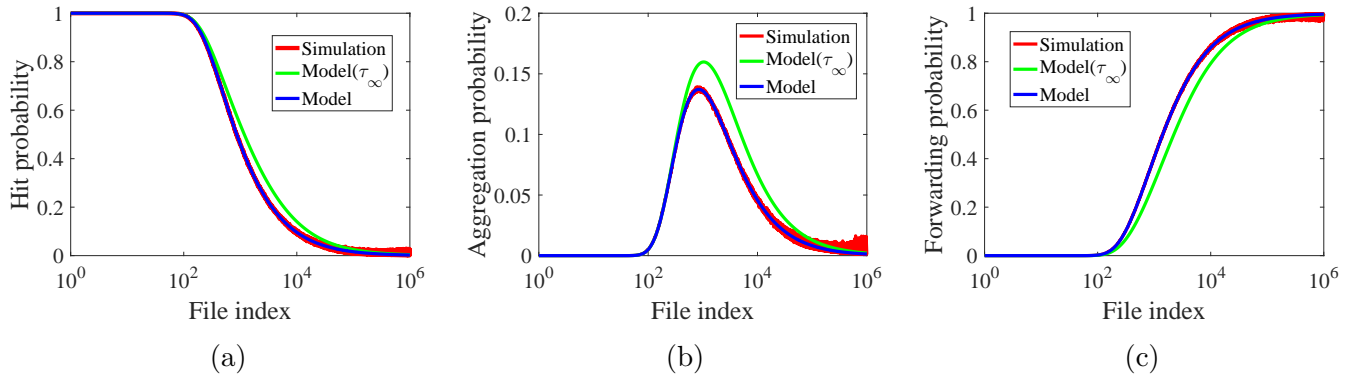 Hit probability
1
0.8
0.6
0.4
0.2
0
10^0
10^2
10^4
10^6
File index
Simulation
Model(τ_∞)
Model
(a)
Aggregation probability
0.2
0.15
0.1
0.05
0
10^0
10^2
10^4
10^6
File index
Simulation
Model(τ_∞)
Model
(b)
Forwarding probability
1
0.8
0.6
0.4
0.2
0
10^0
10^2
10^4
10^6
File index
Simulation
Model(τ_∞)
Model
(c)